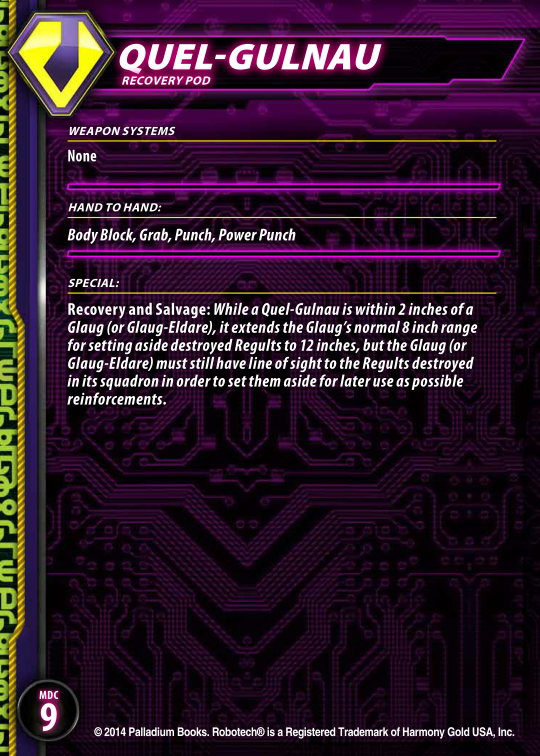 QUEL-GULNAU
RECOVERY POD
WEAPON SYSTEMS
None
HAND TO HAND:
Body Block, Grab, Punch, Power Punch
SPECIAL:
Recovery and Salvage: While a Quel-Gulnau is within 2 inches of a
Glaug (or Glaug-Eldare), it extends the Glaug's normal 8 inch range
for setting aside destroyed Regults to 12 inches, but the Glaug (or
Glaug-Eldare) must still have line of sight to the Regults destroyed
in its squadron in order to set them aside for later use as possible
reinforcements.
MDC
9
© 2014 Palladium Books. Robotech® is a Registered Trademark of Harmony Gold USA, Inc.